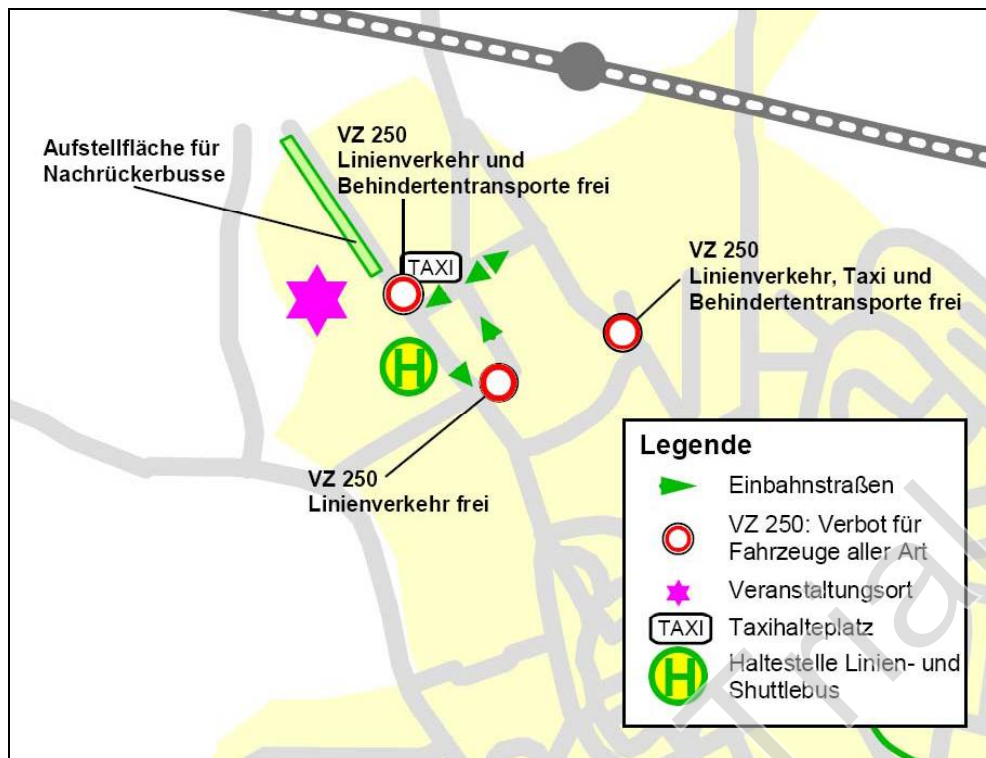 VZ 250
Linienverkehr und
Behindertentransporte frei
Aufstellfläche für
Nachrückerbusse
TAXI
VZ 250
Linienverkehr, Taxi und
Behindertentransporte frei
H
VZ 250
Linienverkehr frei
Legende
Einbahnstraßen
VZ 250: Verbot für
Fahrzeuge aller Art
Veranstaltungsort
TAXI Taxihalteplatz
H Haltestelle Linien- und
Shuttlebus
Trial